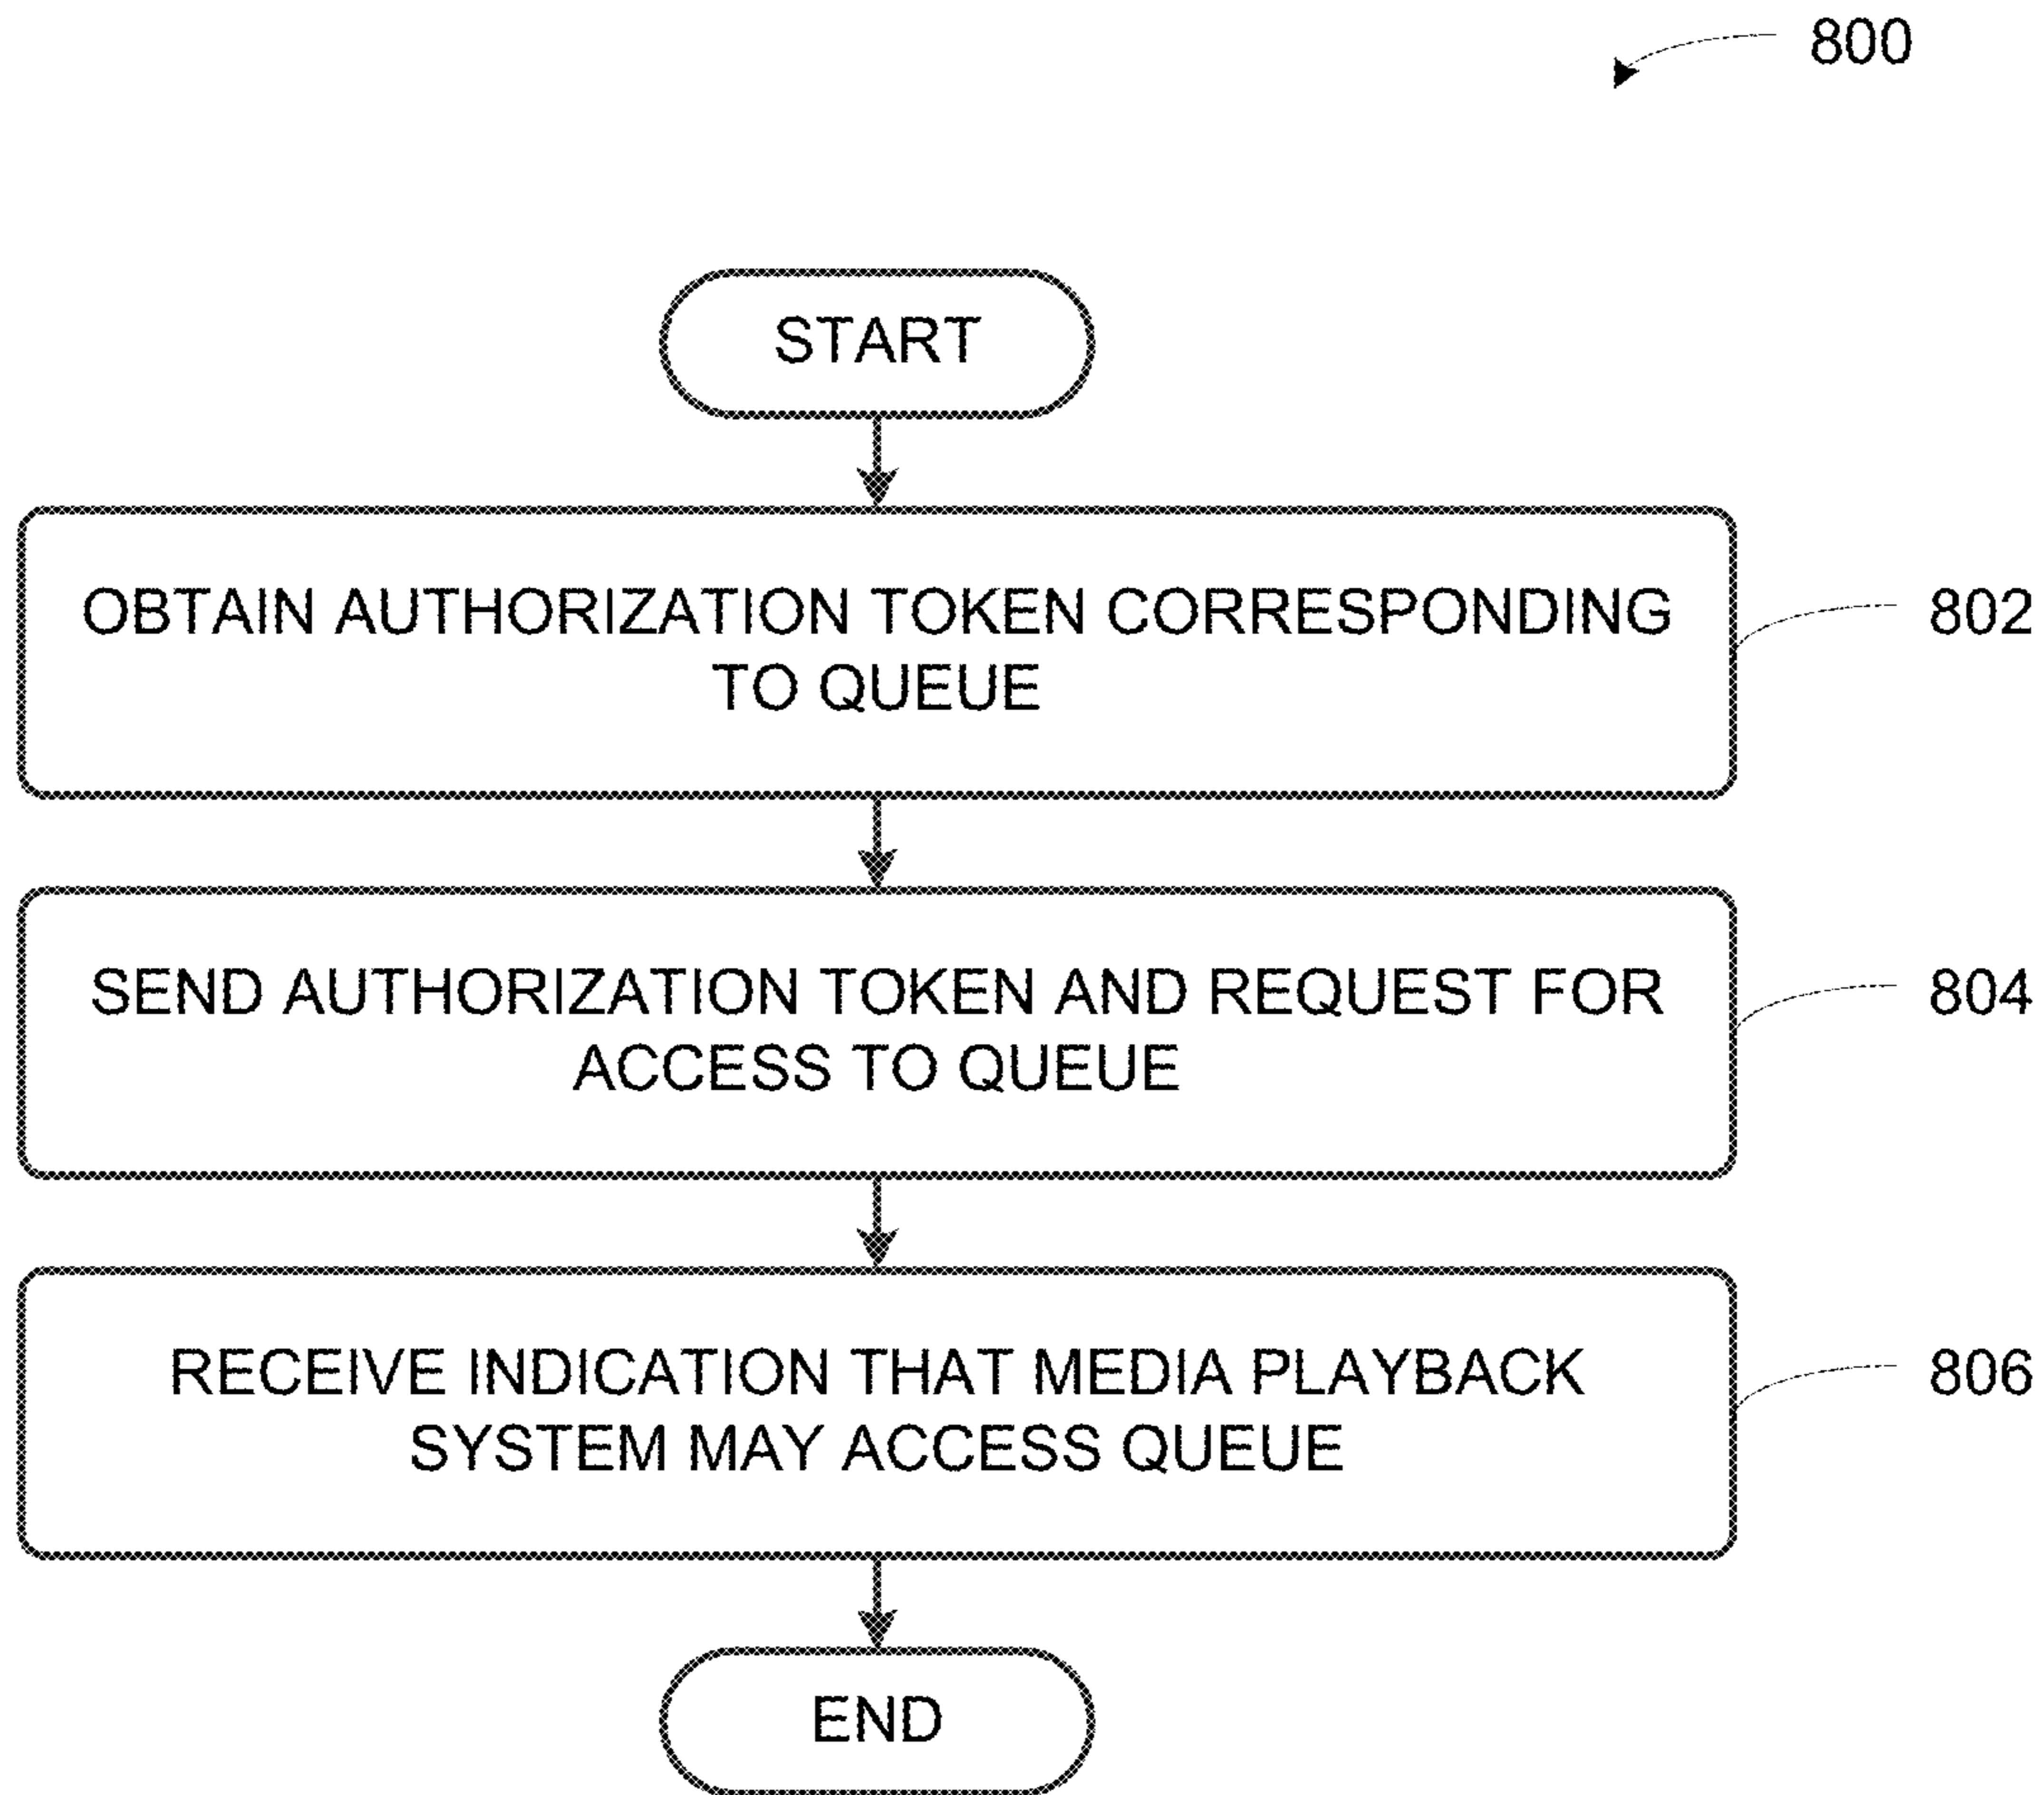 800
START
OBTAIN AUTHORIZATION TOKEN CORRESPONDING
TO QUEUE
802
SEND AUTHORIZATION TOKEN AND REQUEST FOR
ACCESS TO QUEUE
804
RECEIVE INDICATION THAT MEDIA PLAYBACK
SYSTEM MAY ACCESS QUEUE
806
END